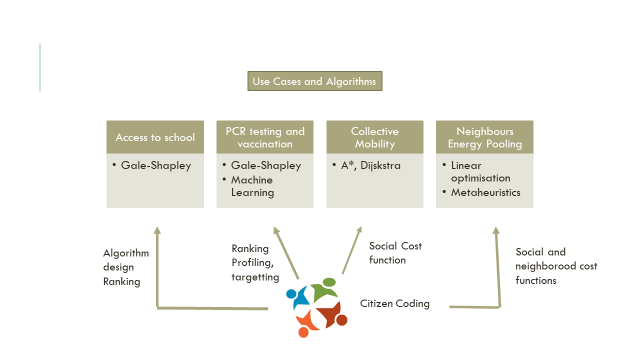 Use Cases and Algorithms
Access to school
• Gale-Shapley
PCR testing and
vaccination
• Gale-Shapley
• Machine
Learning
Collective
Mobility
• A*, Dijskstra
Neighbours
Energy Pooling
• Linear
optimisation
• Metaheuristics
Algorithm
design
Ranking
Ranking
Profiling,
targetting
Social Cost
function
Social and
neighborood cost
functions
Citizen Coding